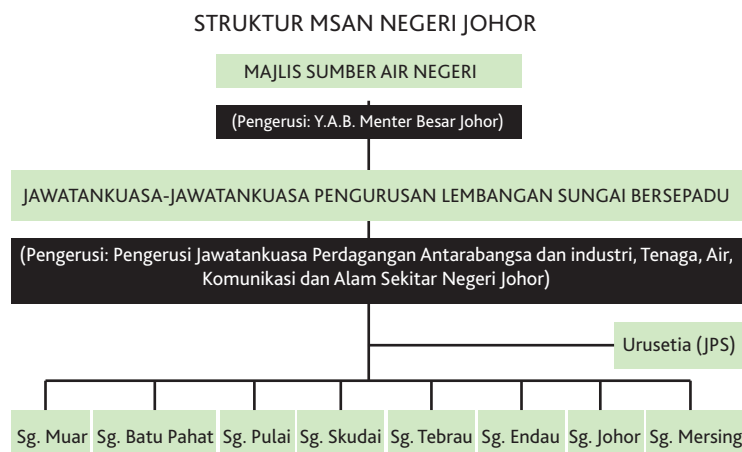 STRUKTUR MSAN NEGERI JOHOR
MAJLIS SUMBER AIR NEGERI
(Pengerusi: Y.A.B. Menter Besar Johor)
JAWATANKUASA-JAWATANKUASA PENGURUSAN LEMBANGAN SUNGAI BERSEPADU
(Pengerusi: Pengerusi Jawatankuasa Perdagangan Antarabangsa dan industri, Tenaga, Air,
Komunikasi dan Alam Sekitar Negeri Johor)
Urusetia (JPS)
Sg. Muar
Sg. Batu Pahat
Sg. Pulai
Sg. Skudai
Sg. Tebrau
Sg. Endau
Sg. Johor
Sg. Mersing